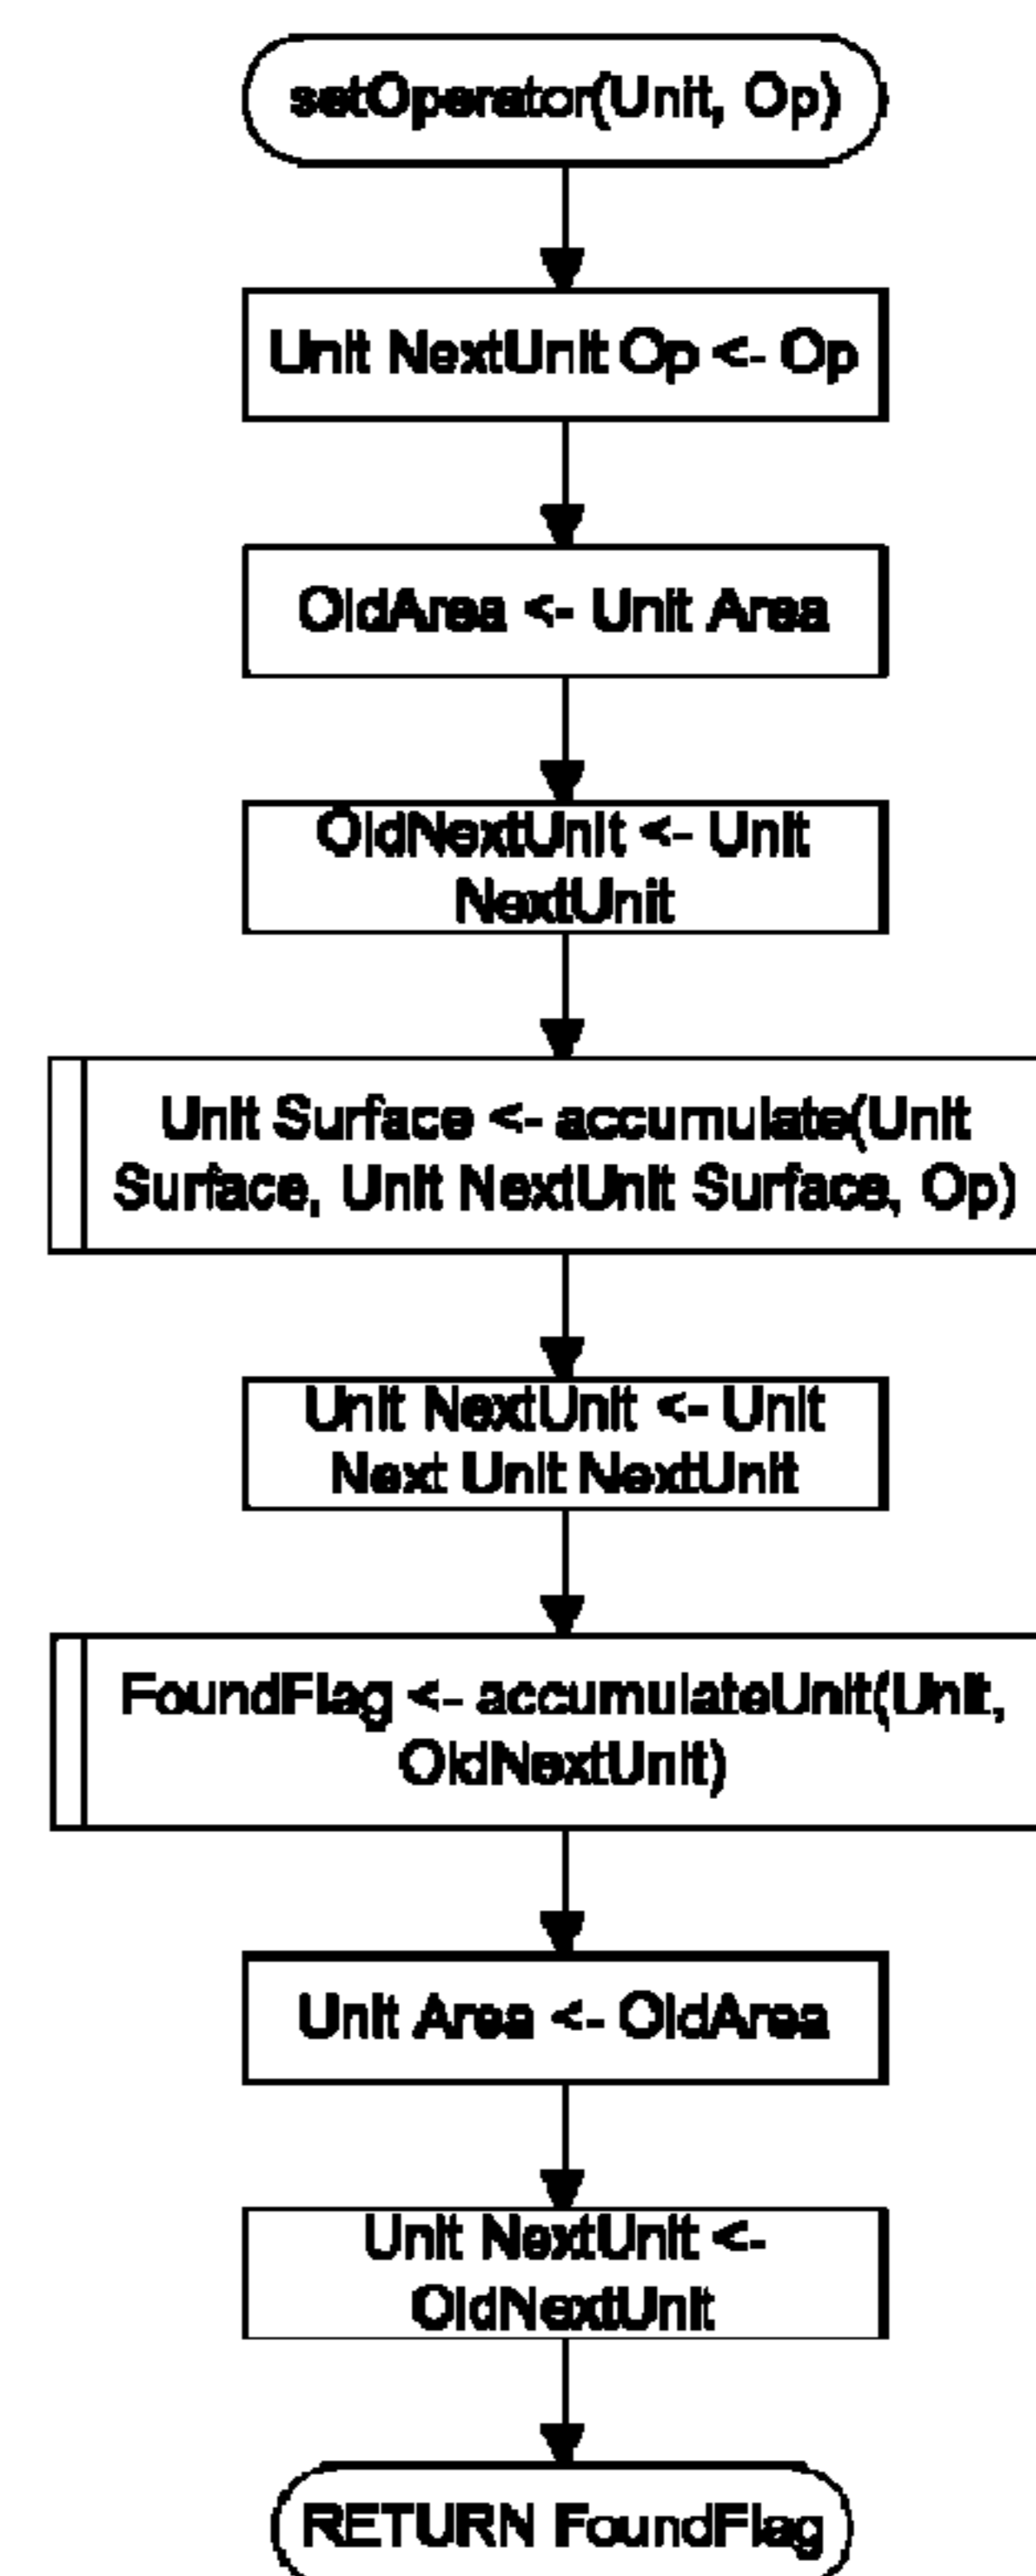 setOperator(Unit, Op)
Unit NextUnit Op <- Op
OldArea <- Unit Area
OldNextUnit <- Unit
NextUnit
Unit Surface <- accumulate(Unit
Surface, Unit NextUnit Surface, Op)
Unit NextUnit <- Unit
Next Unit NextUnit
FoundFlag <- accumulateUnit(Unit,
OldNextUnit)
Unit Area <- OldArea
Unit NextUnit <-
OldNextUnit
RETURN FoundFlag